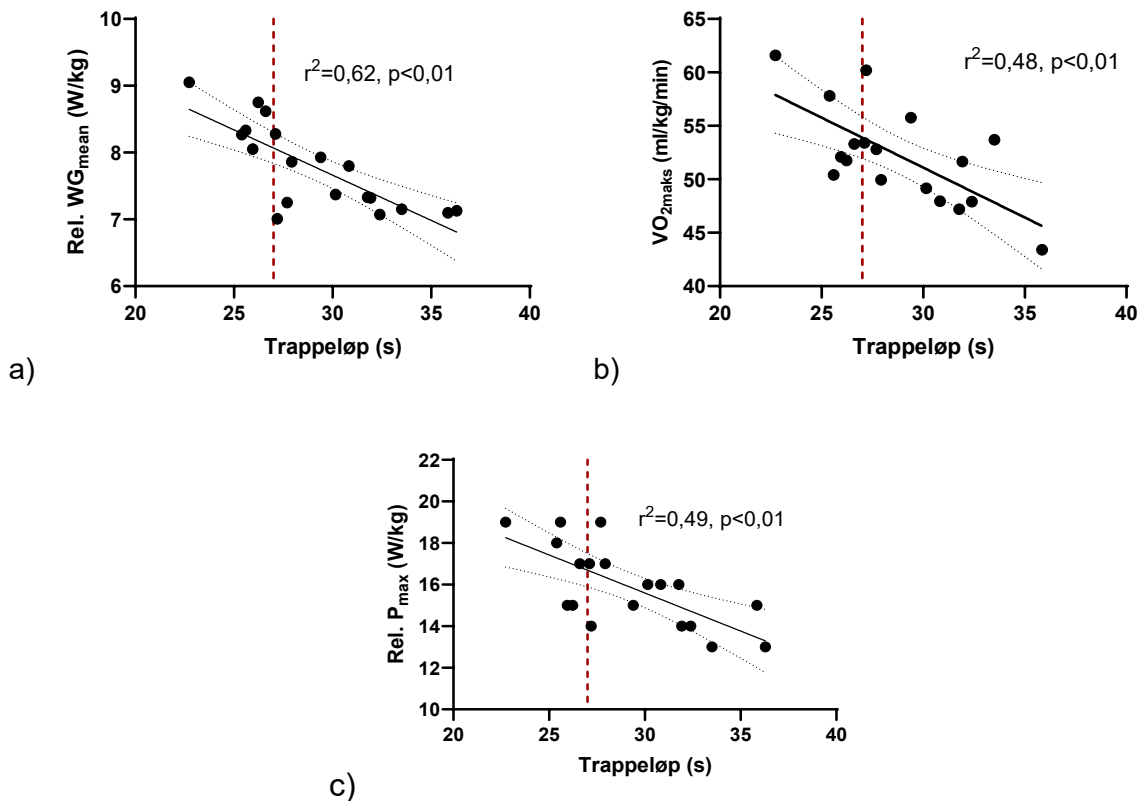 r²=0,62, p<0,01
Rel. WGmean (W/kg)
10
9
8
7
6
20 25 30 35 40
Trappeløp (s)
a)
r²=0,48, p<0,01
VO2maks (ml/kg/min)
65
60
55
50
45
40
20 25 30 35 40
Trappeløp (s)
b)
r²=0,49, p<0,01
Rel. Pmax (W/kg)
22
20
18
16
14
12
10
20 25 30 35 40
Trappeløp (s)
c)